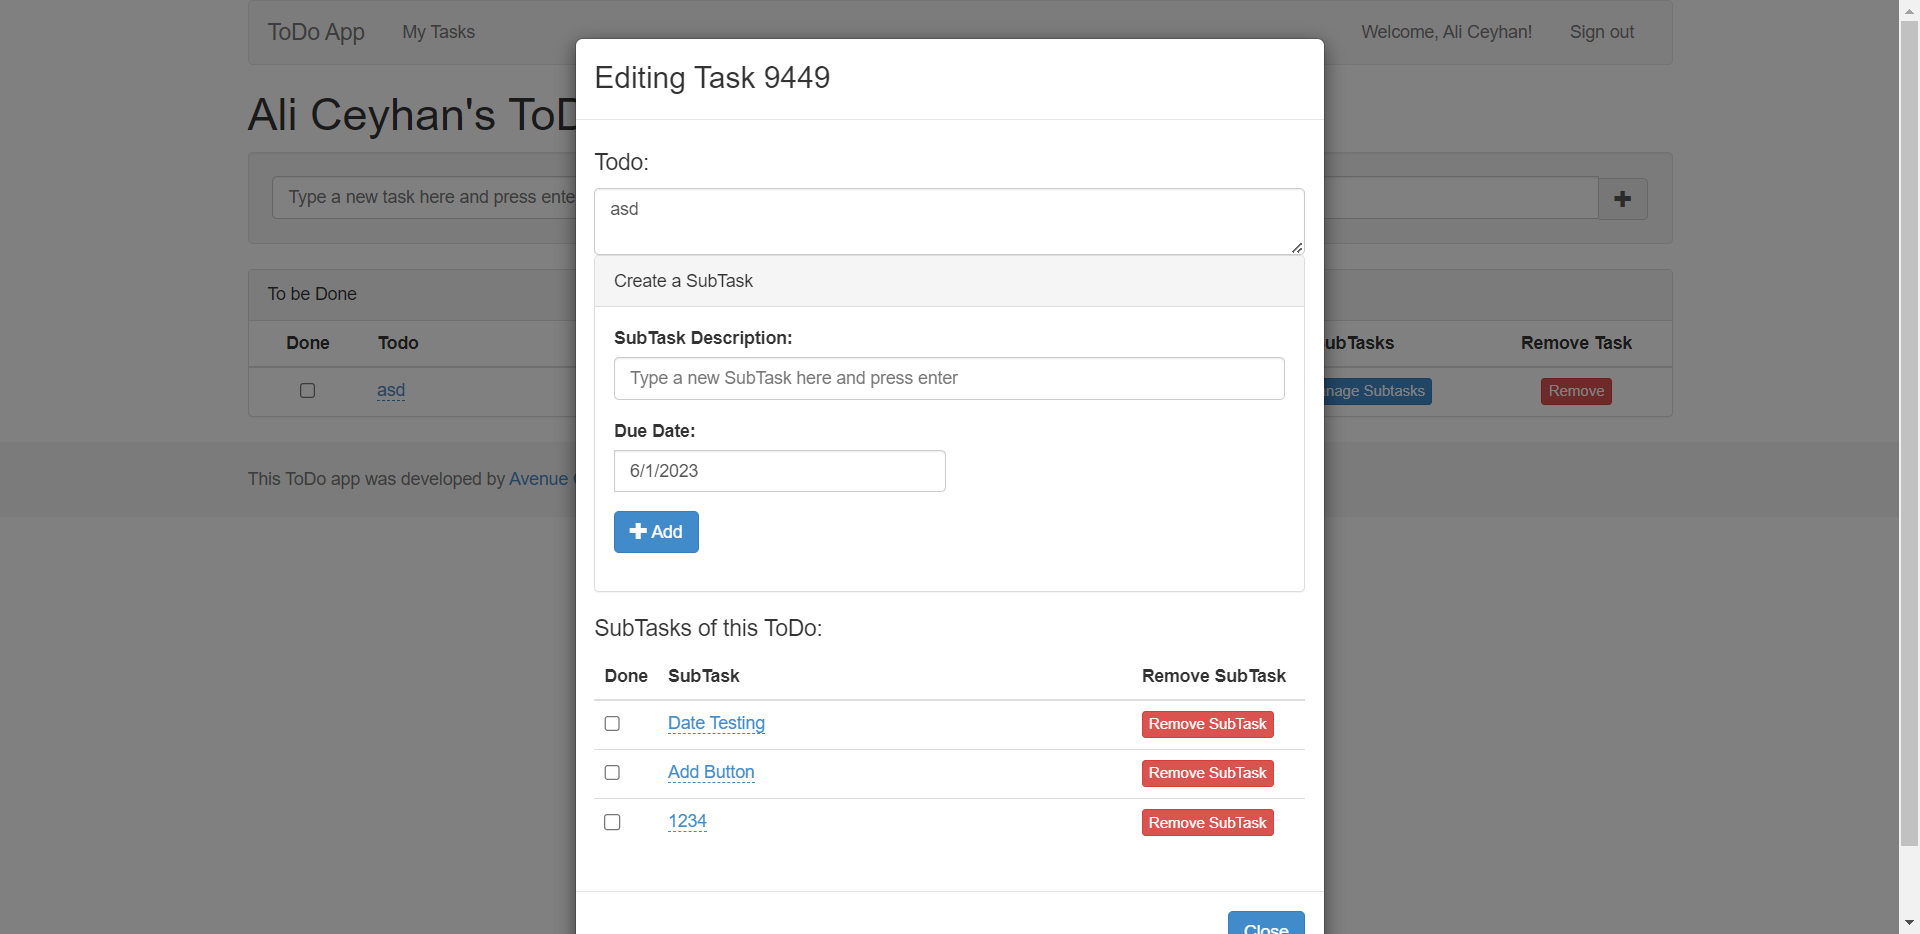 ToDo App My Tasks Welcome, Ali Ceyhan! Sign out
Ali Ceyhan's ToD
Type a new task here and press ente
To be Done
Done Todo ubTasks Remove Task
asd nage Subtasks Remove
This ToDo app was developed by Avenue
Editing Task 9449
Todo:
asd
Create a SubTask
SubTask Description:
Type a new SubTask here and press enter
Due Date:
6/1/2023
Add
SubTasks of this ToDo:
Done SubTask Remove SubTask
Date Testing Remove SubTask
Add Button Remove SubTask
1234 Remove SubTask
Close